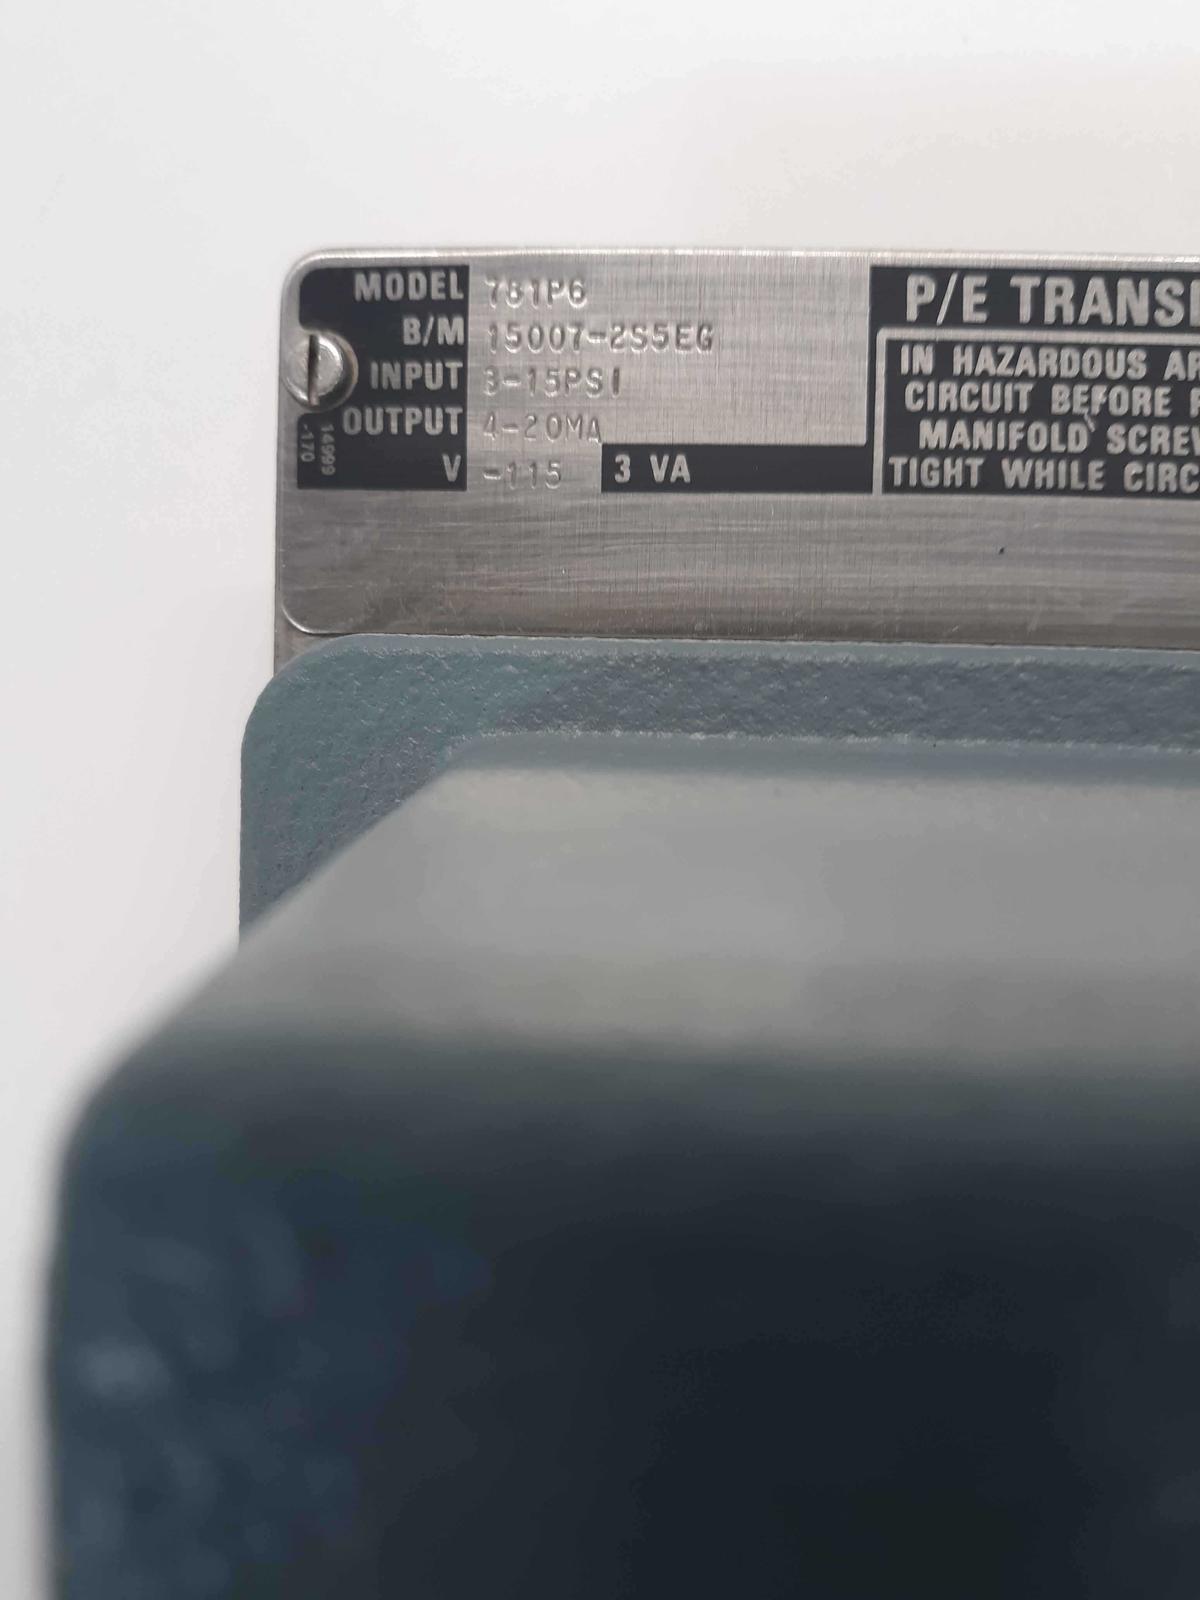 MODEL 781P6
B/M 15007-2S5EG
INPUT 3-15PSI
OUTPUT 4-20MA
V -115 3 VA
14999
-170
P/E TRANS
IN HAZARDOUS AR
CIRCUIT BEFORE
MANIFOLD SCREW
TIGHT WHILE CIRC